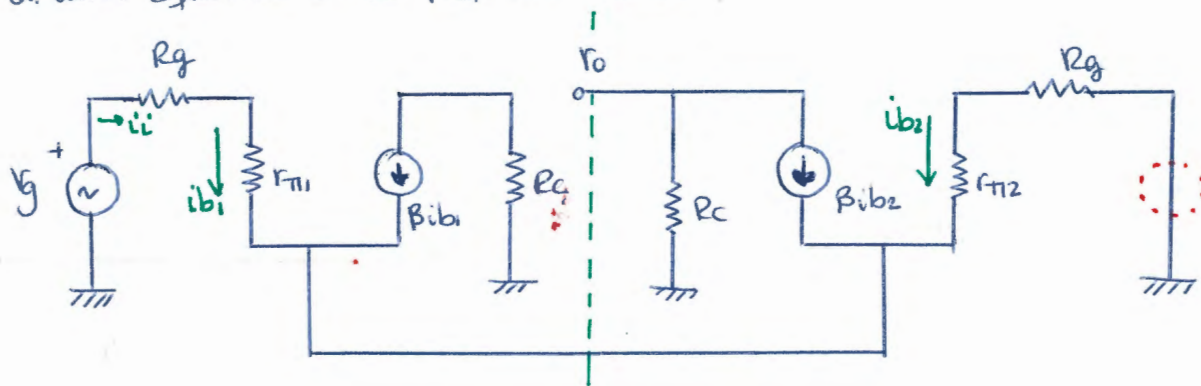 Rg
ro
Rg
ii
Vg
+
~
ib1
rπ1
βib1
Rc
Rc
βib2
ib2
rπ2